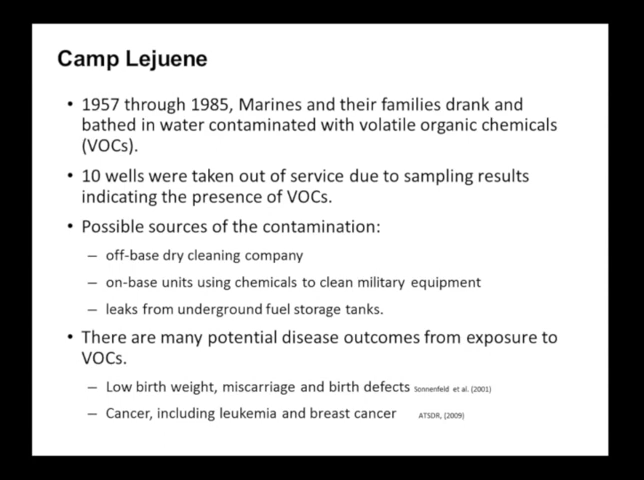 Camp Lejuene
• 1957 through 1985, Marines and their families drank and
bathed in water contaminated with volatile organic chemicals
(VOCs).
• 10 wells were taken out of service due to sampling results
indicating the presence of VOCs.
• Possible sources of the contamination:
– off-base dry cleaning company
– on-base units using chemicals to clean military equipment
– leaks from underground fuel storage tanks.
• There are many potential disease outcomes from exposure to
VOCs.
– Low birth weight, miscarriage and birth defects Sonnenfeld et al. (2001)
– Cancer, including leukemia and breast cancer ATSDR, (2009)